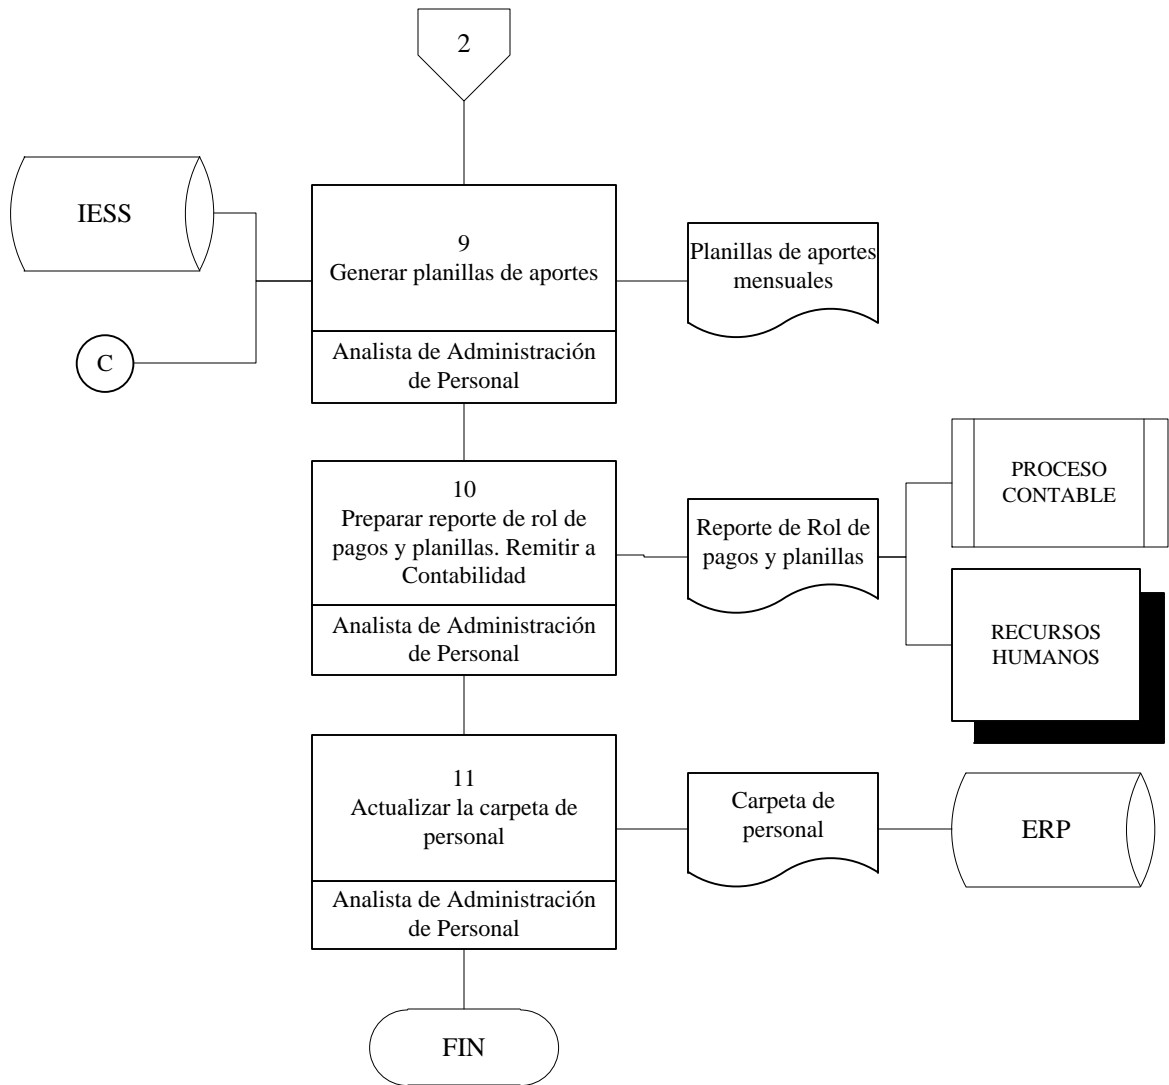 2
IESS
C
9
Generar planillas de aportes
Analista de Administración
de Personal
Planillas de aportes
mensuales
10
Preparar reporte de rol de
pagos y planillas. Remitir a
Contabilidad
Analista de Administración
de Personal
Reporte de Rol de
pagos y planillas
PROCESO
CONTABLE
RECURSOS
HUMANOS
11
Actualizar la carpeta de
personal
Analista de Administración
de Personal
Carpeta de
personal
ERP
FIN